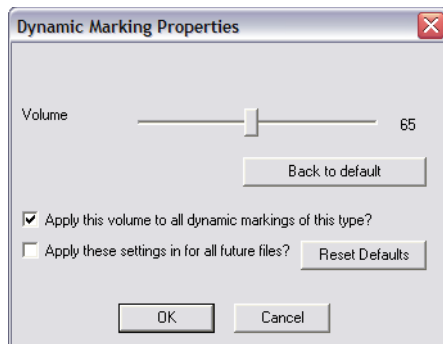 Dynamic Marking Properties
Volume
65
Back to default
Apply this volume to all dynamic markings of this type?
Apply these settings in for all future files?
Reset Defaults
OK
Cancel